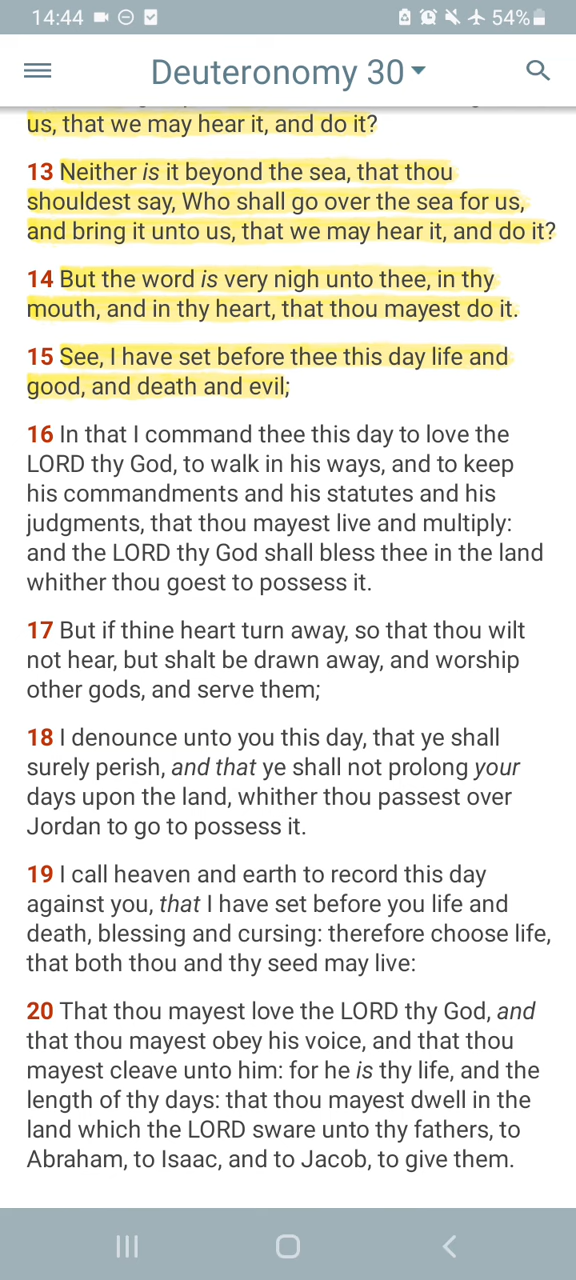 14:44
54%
Deuteronomy 30
us, that we may hear it, and do it?
13 Neither is it beyond the sea, that thou
shouldest say, Who shall go over the sea for us,
and bring it unto us, that we may hear it, and do it?
14 But the word is very nigh unto thee, in thy
mouth, and in thy heart, that thou mayest do it.
15 See, I have set before thee this day life and
good, and death and evil;
16 In that I command thee this day to love the
LORD thy God, to walk in his ways, and to keep
his commandments and his statutes and his
judgments, that thou mayest live and multiply:
and the LORD thy God shall bless thee in the land
whither thou goest to possess it.
17 But if thine heart turn away, so that thou wilt
not hear, but shalt be drawn away, and worship
other gods, and serve them;
18 I denounce unto you this day, that ye shall
surely perish, and that ye shall not prolong your
days upon the land, whither thou passest over
Jordan to go to possess it.
19 I call heaven and earth to record this day
against you, that I have set before you life and
death, blessing and cursing: therefore choose life,
that both thou and thy seed may live:
20 That thou mayest love the LORD thy God, and
that thou mayest obey his voice, and that thou
mayest cleave unto him: for he is thy life, and the
length of thy days: that thou mayest dwell in the
land which the LORD sware unto thy fathers, to
Abraham, to Isaac, and to Jacob, to give them.